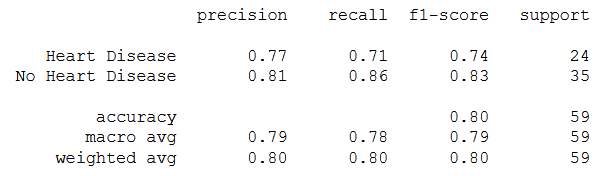 precision recall f1-score support
Heart Disease 0.77 0.71 0.74 24
No Heart Disease 0.81 0.86 0.83 35
accuracy 0.80 59
macro avg 0.79 0.78 0.79 59
weighted avg 0.80 0.80 0.80 59